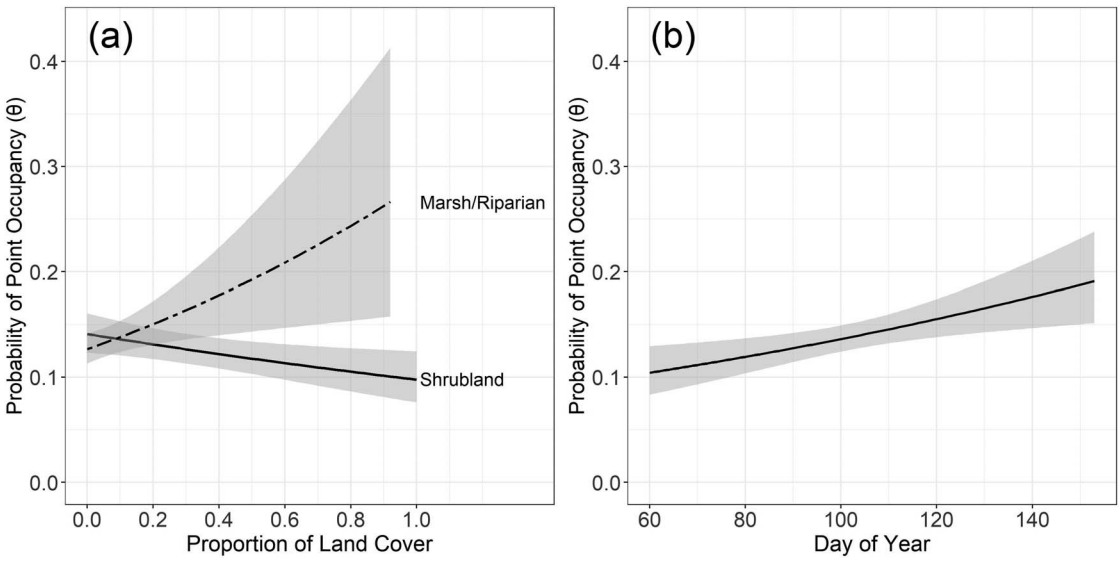 (a)
0.4
0.3
0.2
0.1
0.0
Probability of Point Occupancy (θ)
Marsh/Riparian
Shrubland
0.0 0.2 0.4 0.6 0.8 1.0
Proportion of Land Cover
(b)
0.4
0.3
0.2
0.1
0.0
Probability of Point Occupancy (θ)
60 80 100 120 140
Day of Year